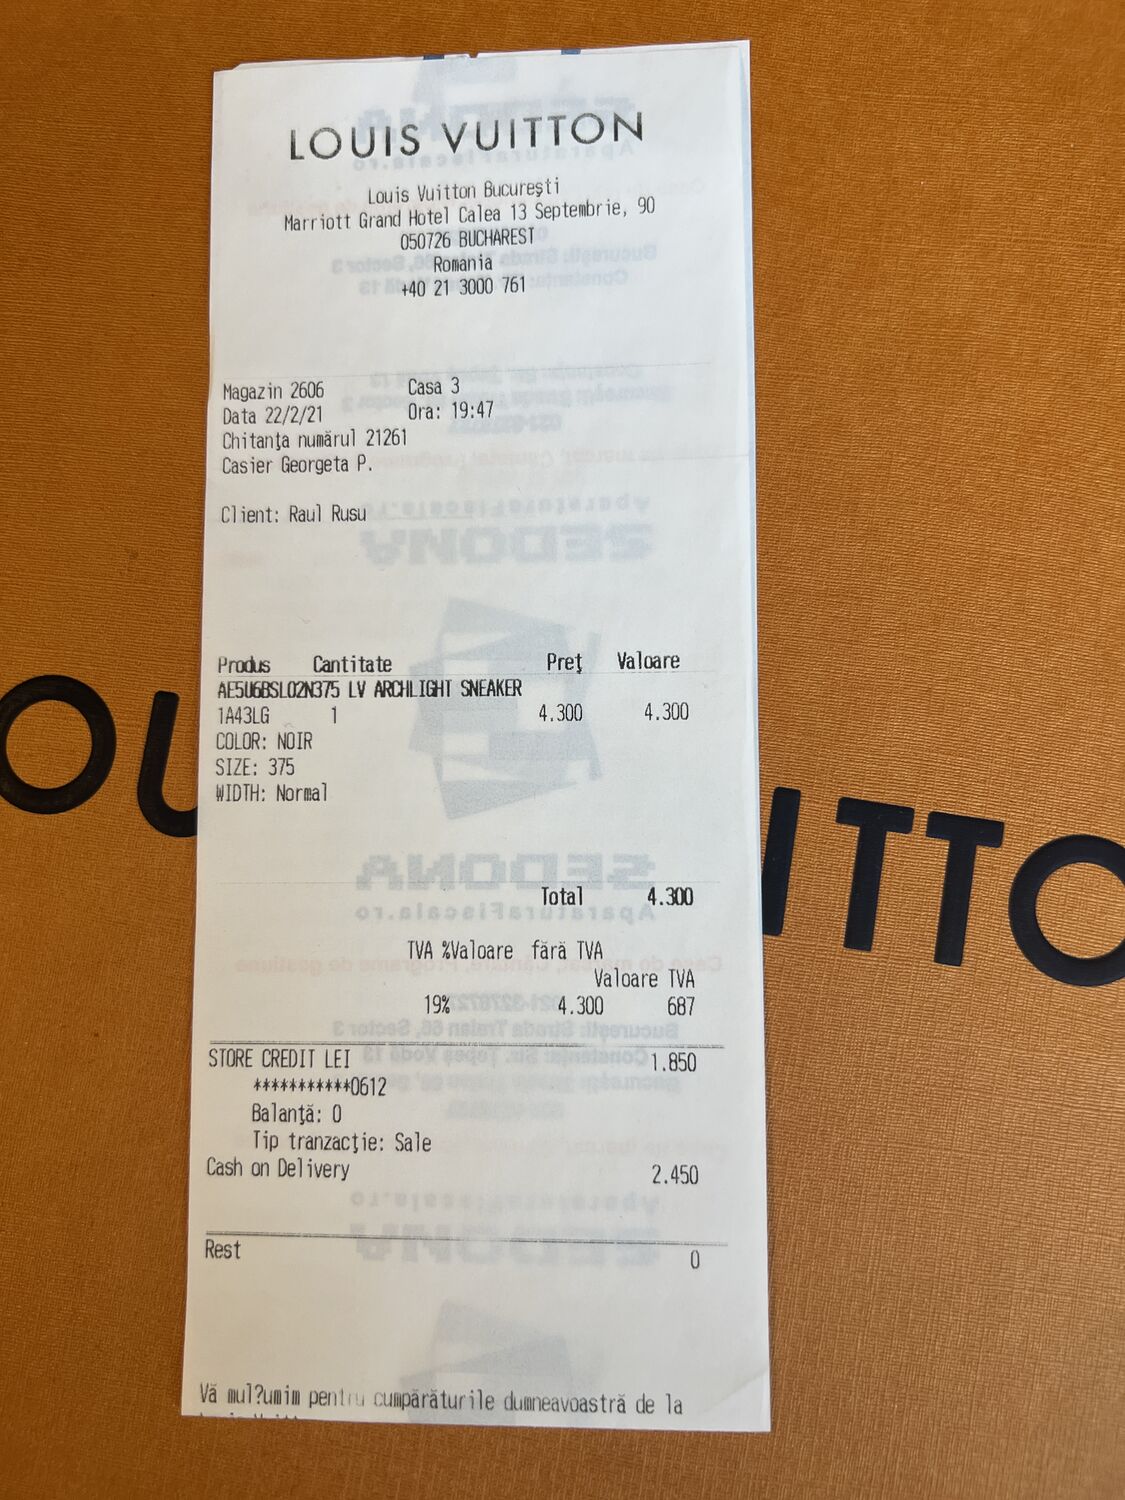 LOUIS VUITTON
Louis Vuitton Bucureşti
Marriott Grand Hotel Calea 13 Septembrie, 90
050726 BUCHAREST
Romania
+40 21 3000 761
Magazin 2606 Casa 3
Data 22/2/21 Ora: 19:47
Chitanţa numărul 21261
Casier Georgeta P.
Client: Raul Rusu
Produs Cantitate Preţ Valoare
AE5U6BSLO2N375 LV ARCHLIGHT SNEAKER
1A43LG 1 4.300 4.300
COLOR: NOIR
SIZE: 375
WIDTH: Normal
Total 4.300
TVA %Valoare fără TVA
Valoare TVA
19% 4.300 687
STORE CREDIT LEI 1.850
***********0612
Balanţă: 0
Tip tranzacţie: Sale
Cash on Delivery 2.450
Rest 0
Vă mul?umim pentru cumpărăturile dumneavoastră de la
OU ITTO